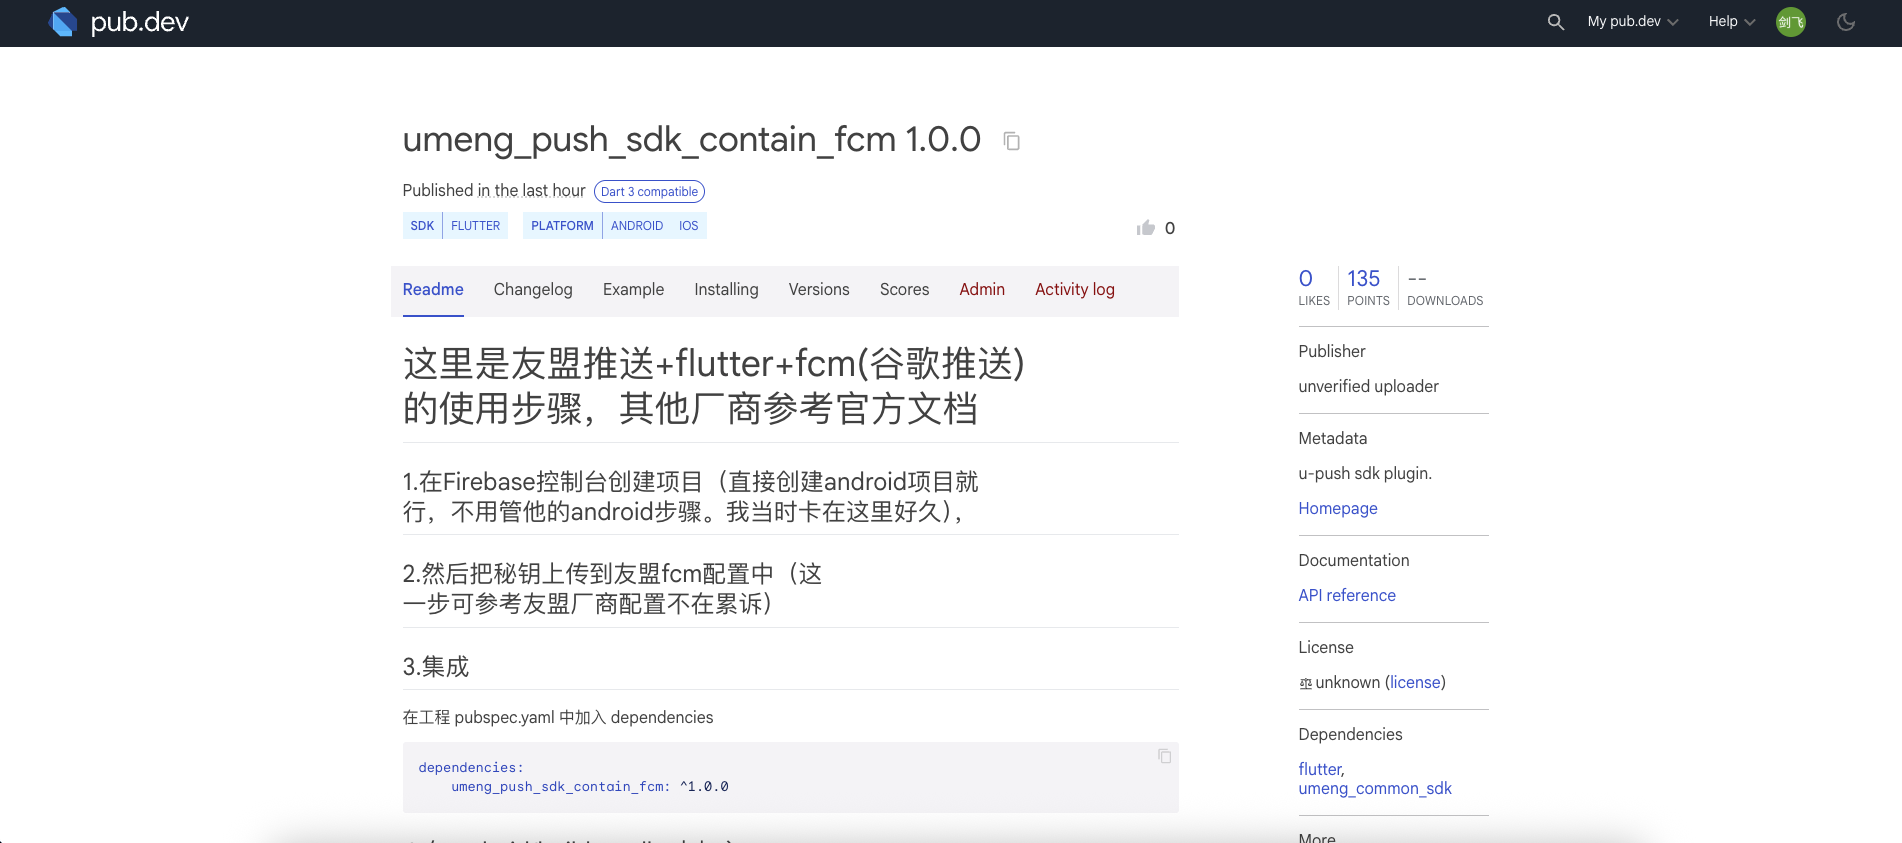 pub.dev
My pub.dev
Help
剑飞
umeng_push_sdk_contain_fcm 1.0.0
Published in the last hour
Dart 3 compatible
SDK FLUTTER
PLATFORM ANDROID IOS
0
Readme Changelog Example Installing Versions Scores Admin Activity log
这里是友盟推送+flutter+fcm(谷歌推送)
的使用步骤，其他厂商参考官方文档
1.在Firebase控制台创建项目（直接创建android项目就
行，不用管他的android步骤。我当时卡在这里好久），
2.然后把秘钥上传到友盟fcm配置中（这
一步可参考友盟厂商配置不在累诉）
3.集成
在工程 pubspec.yaml 中加入 dependencies
dependencies:
umeng_push_sdk_contain_fcm: ^1.0.0
0 135 --
LIKES POINTS DOWNLOADS
Publisher
unverified uploader
Metadata
u-push sdk plugin.
Homepage
Documentation
API reference
License
unknown (license)
Dependencies
flutter,
umeng_common_sdk
More